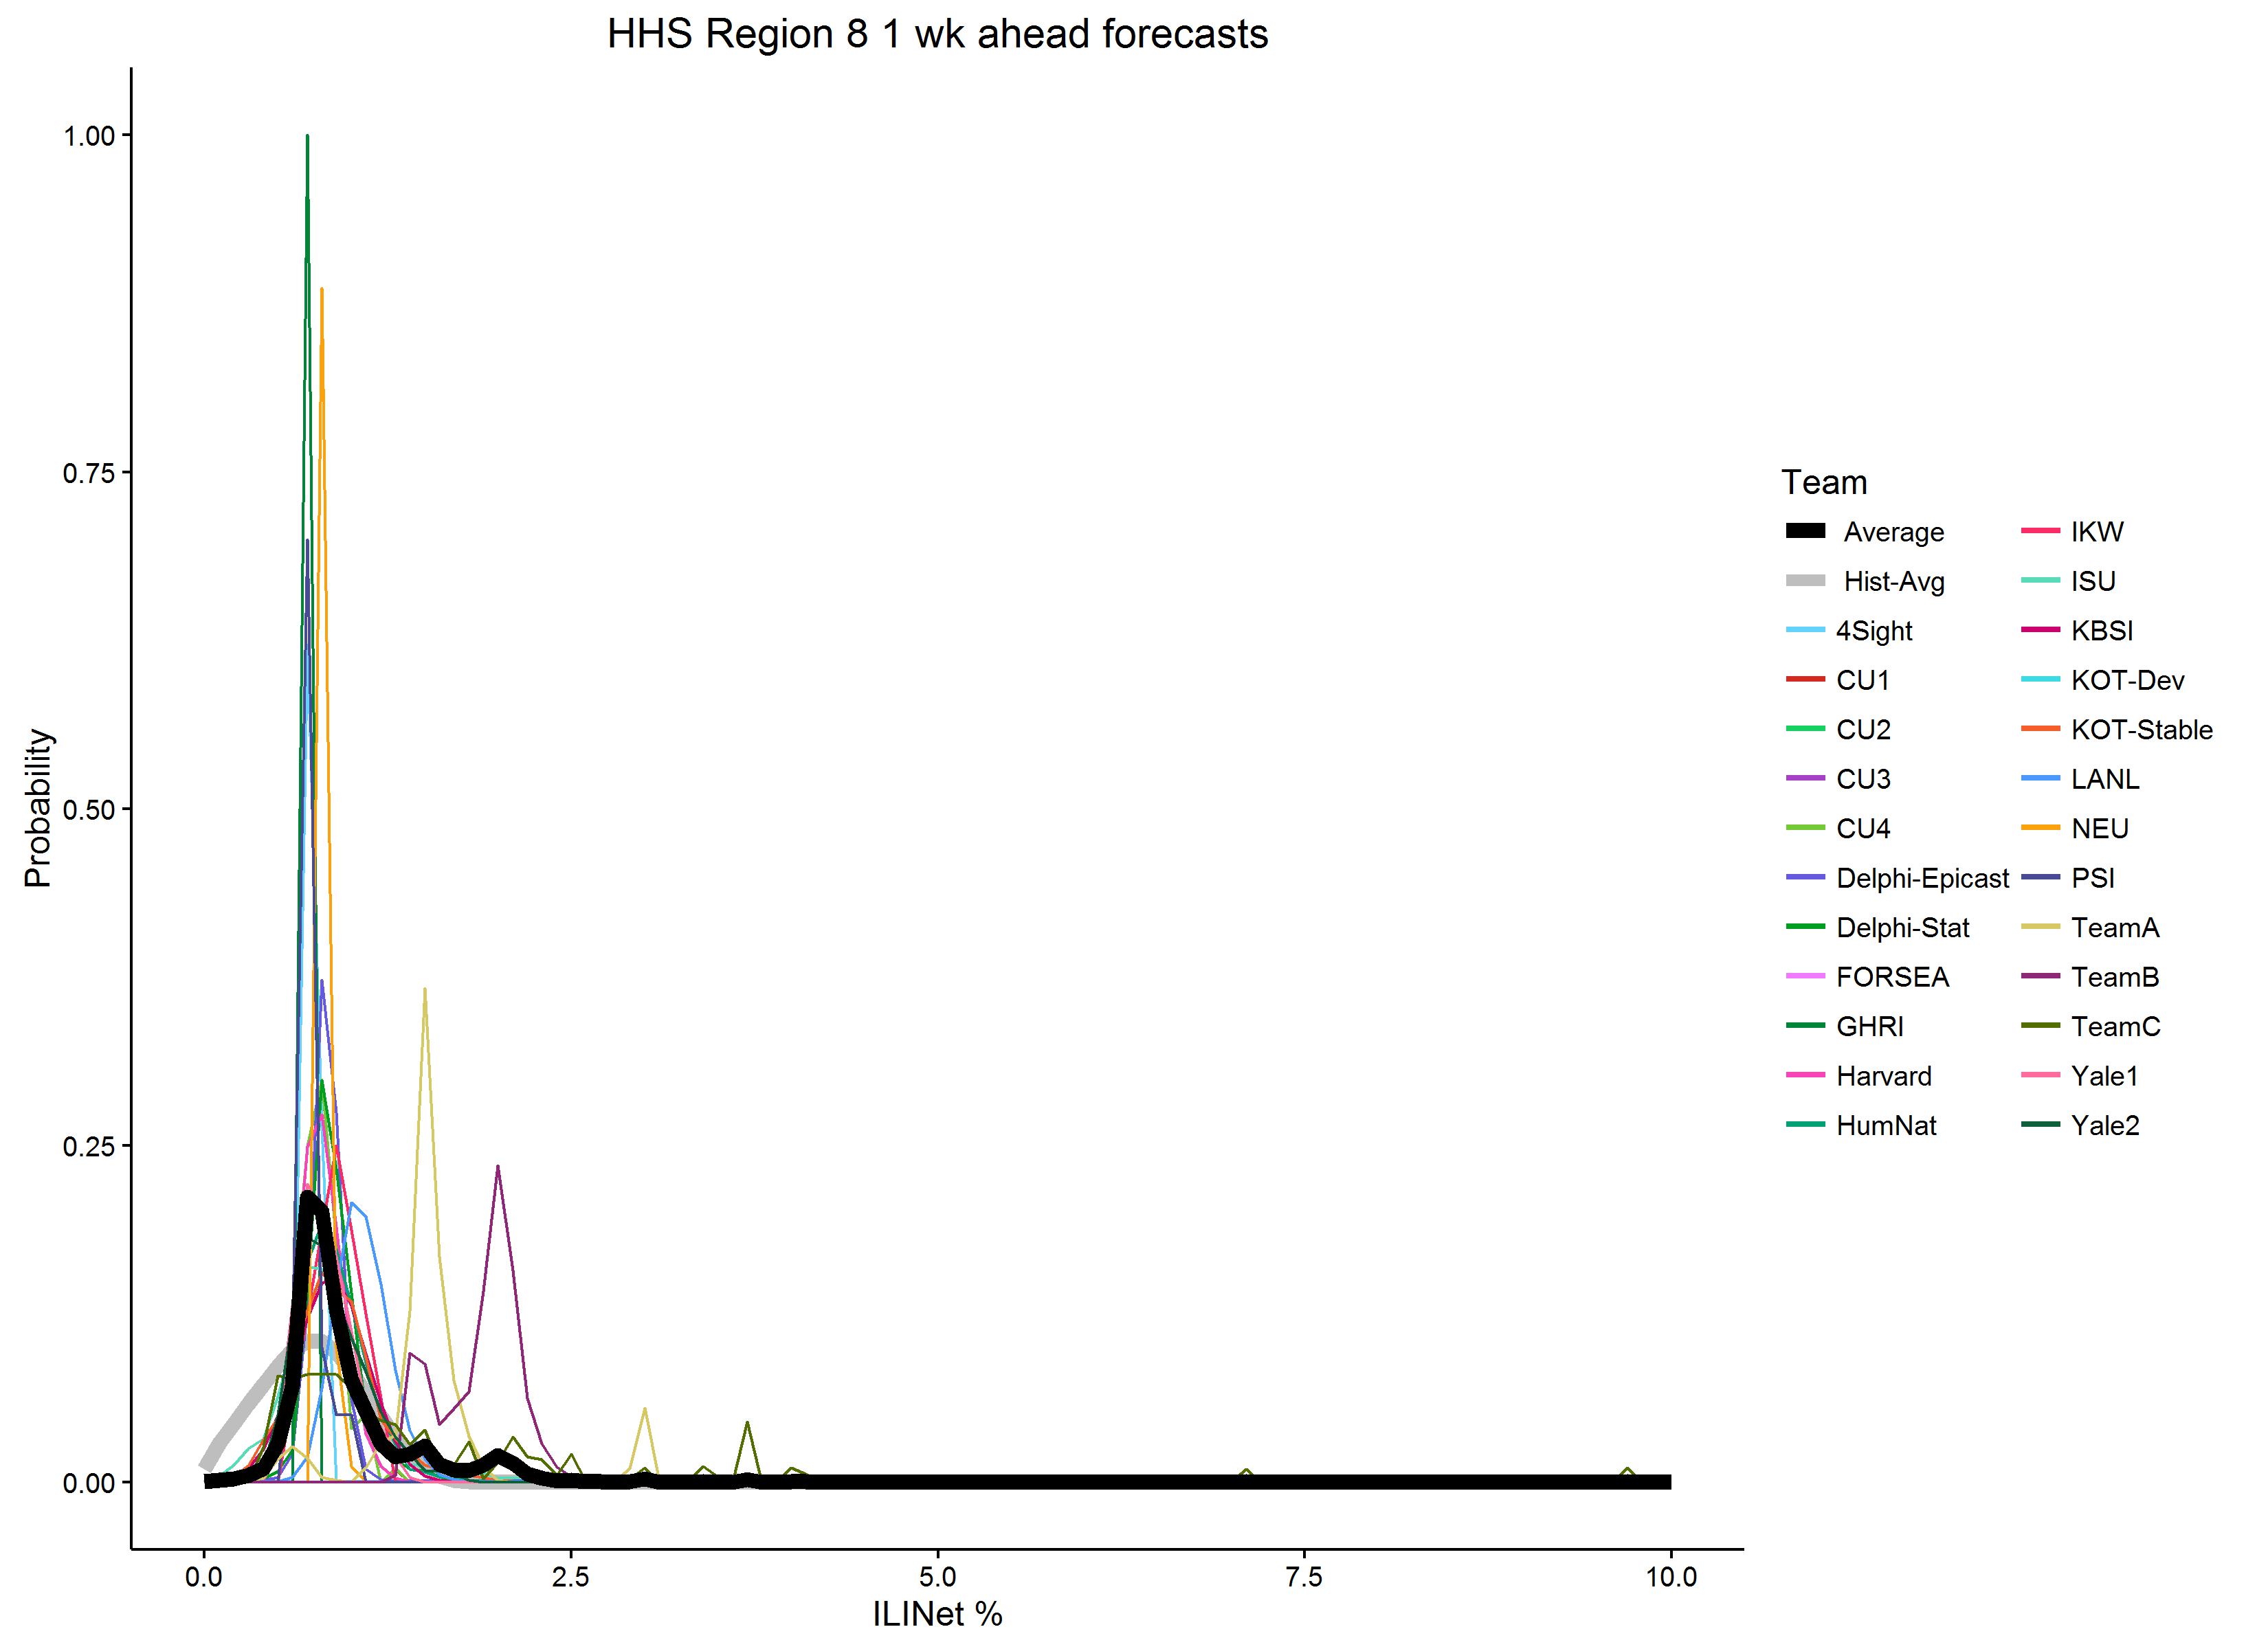 HHS Region 8 1 wk ahead forecasts
1.00
0.75
0.50
0.25
0.00
Probability
0.0 2.5 5.0 7.5 10.0
ILINet %
Team
Average
Hist-Avg
4Sight
CU1
CU2
CU3
CU4
Delphi-Epicast
Delphi-Stat
FORSEA
GHRI
Harvard
HumNat
IKW
ISU
KBSI
KOT-Dev
KOT-Stable
LANL
NEU
PSI
TeamA
TeamB
TeamC
Yale1
Yale2